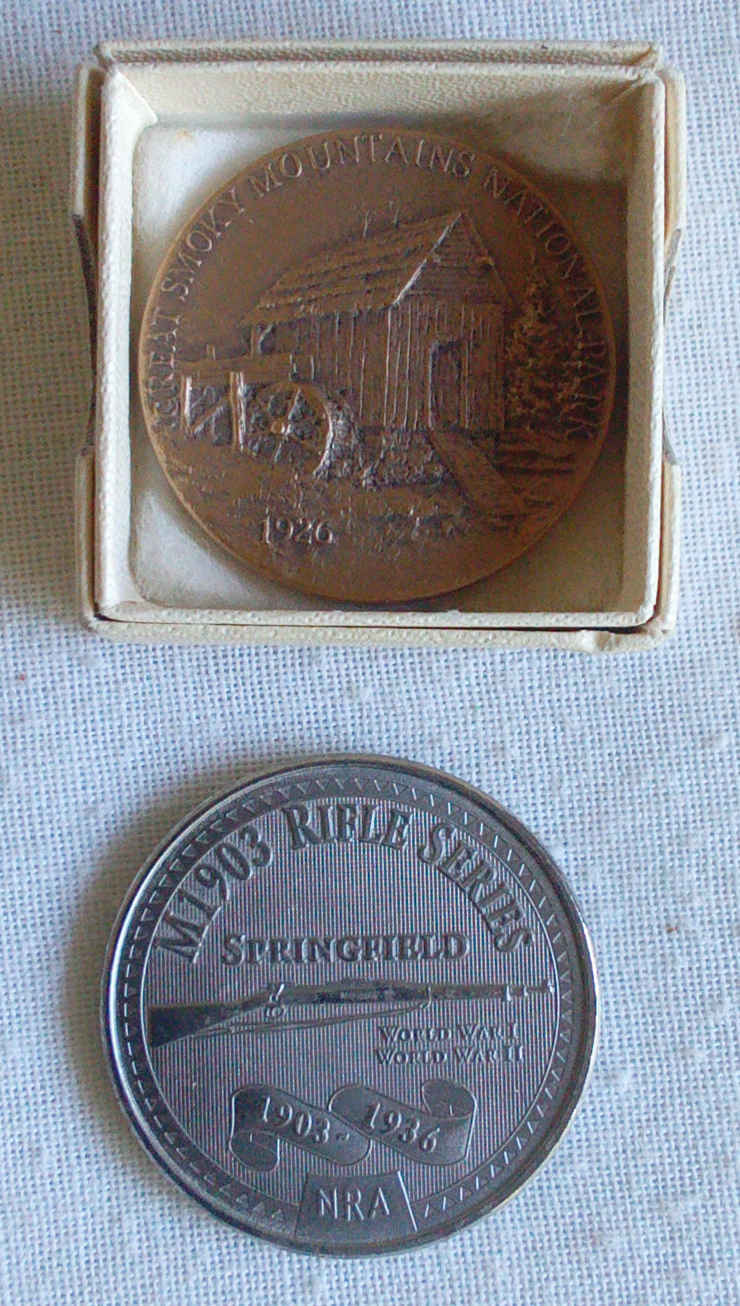 GREAT SMOKY MOUNTAINS NATIONAL PARK
1926
M1903 RIFLE SERIES
SPRINGFIELD
WORLD WAR I
WORLD WAR II
1903-1936
NRA